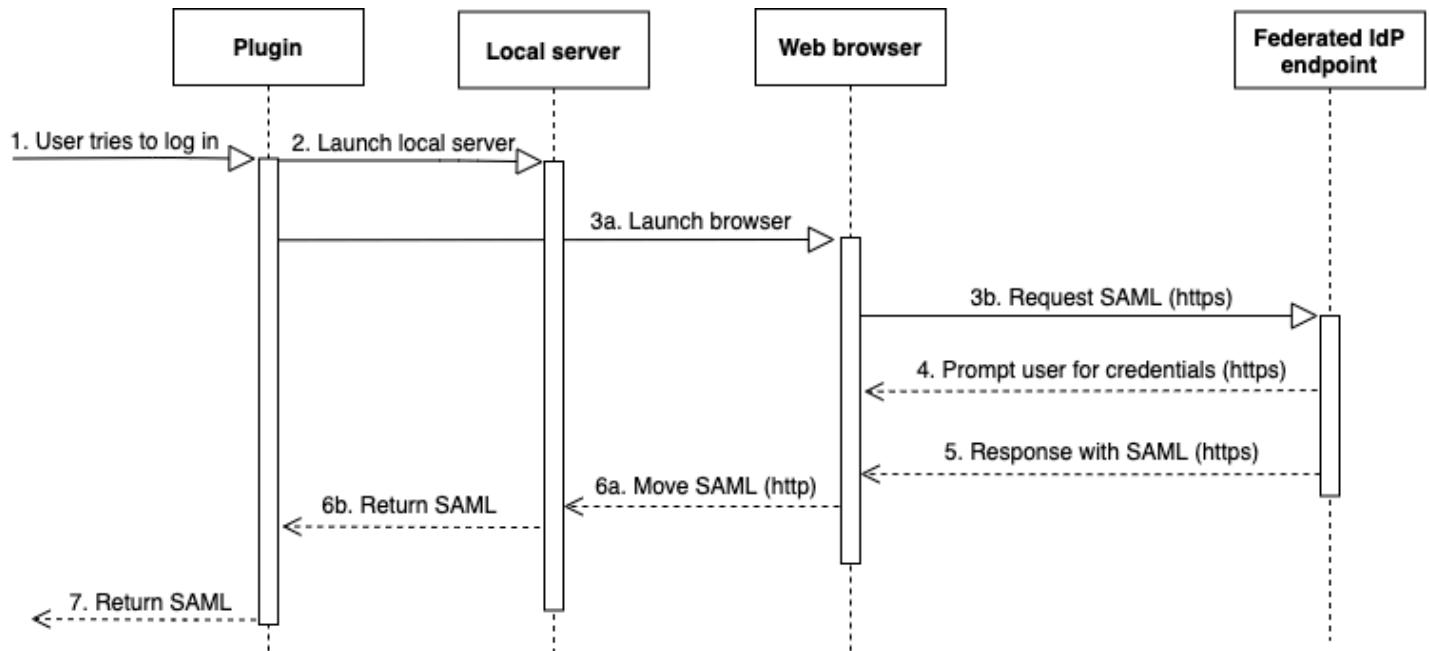 Plugin
Local server
Web browser
Federated IdP
endpoint
1. User tries to log in
2. Launch local server
3a. Launch browser
3b. Request SAML (https)
4. Prompt user for credentials (https)
5. Response with SAML (https)
6a. Move SAML (http)
6b. Return SAML
7. Return SAML